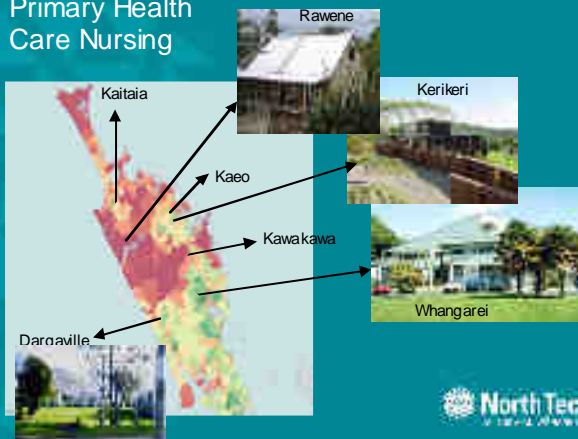 Primary Health
Care Nursing
Rawene
Kaitaia
Kerikeri
Kaeo
Kawakawa
Whangarei
Dargaville
NorthTec